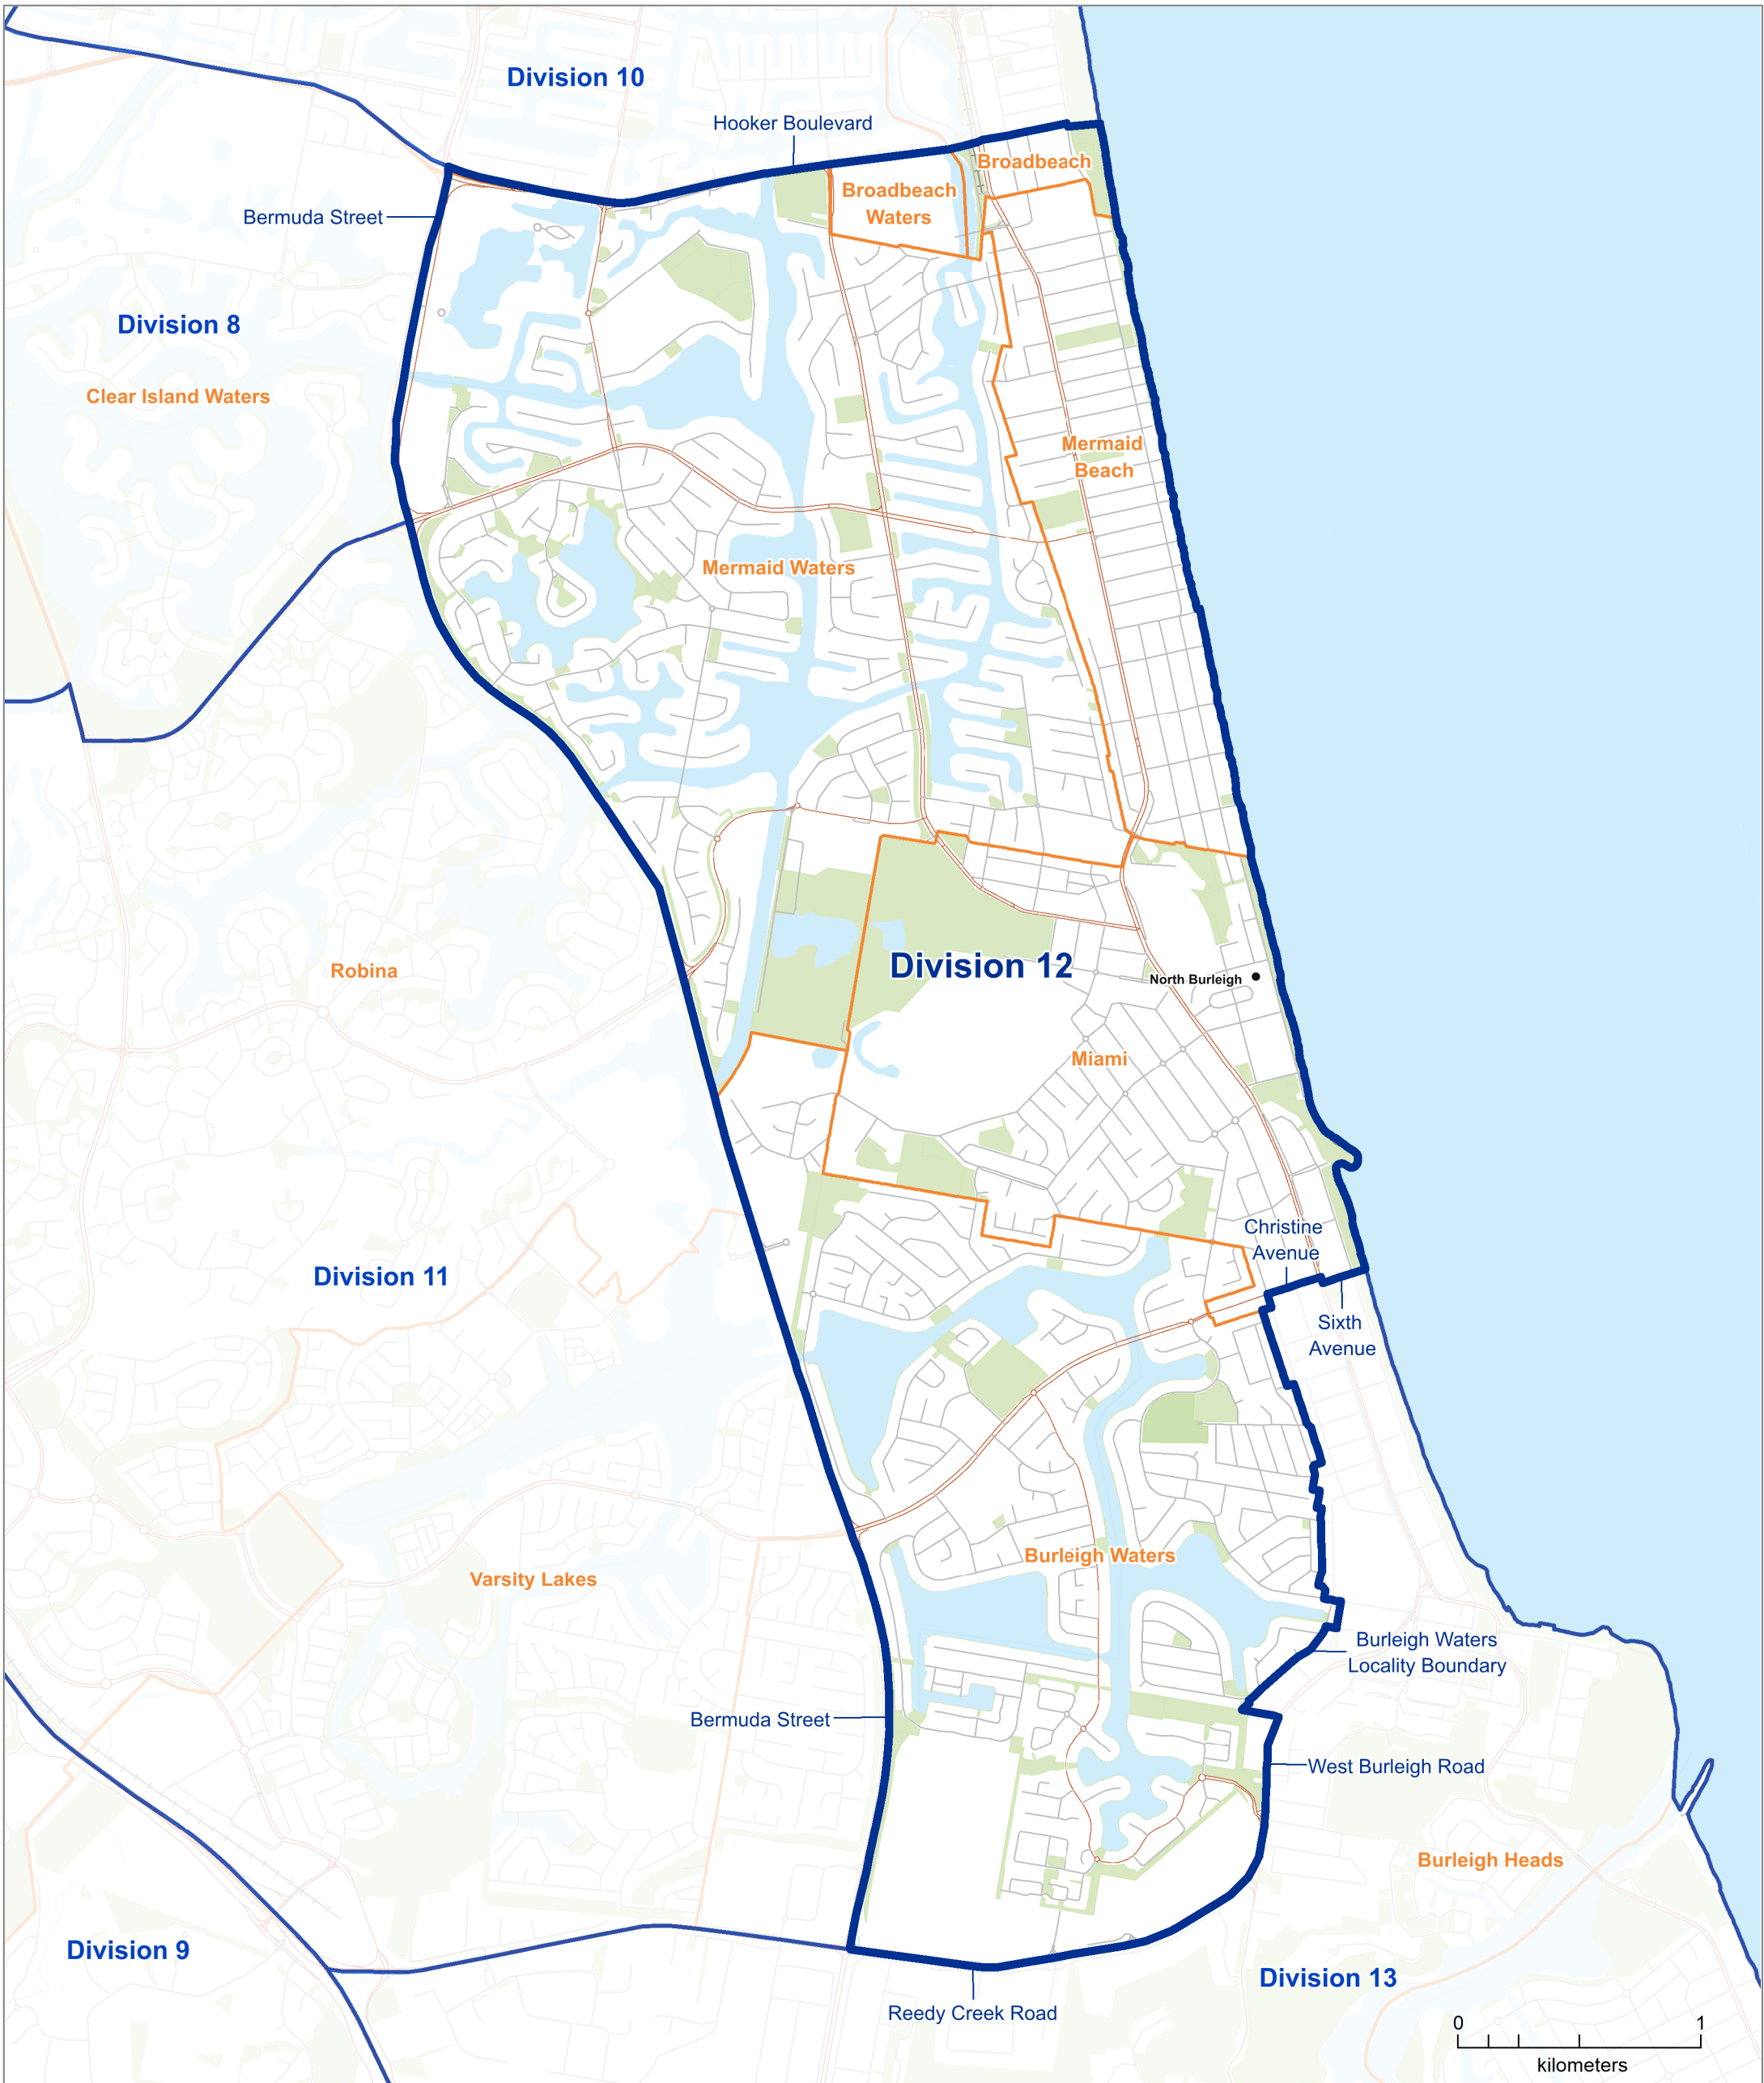 Division 10
Hooker Boulevard
Broadbeach
Broadbeach
Waters
Bermuda Street
Division 8
Clear Island Waters
Mermaid
Beach
Mermaid Waters
Division 12
Robina
North Burleigh
Miami
Christine
Avenue
Division 11
Sixth
Avenue
Burleigh Waters
Varsity Lakes
Burleigh Waters
Locality Boundary
Bermuda Street
West Burleigh Road
Burleigh Heads
Division 9
Division 13
Reedy Creek Road
0 1
kilometers